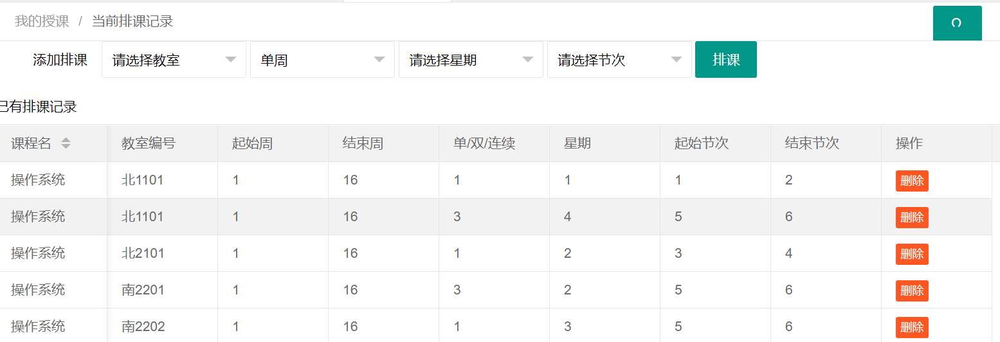 我的授课 / 当前排课记录
添加排课 请选择教室 单周 请选择星期 请选择节次 排课
已有排课记录
课程名 教室编号 起始周 结束周 单/双/连续 星期 起始节次 结束节次 操作
操作系统 北1101 1 16 1 1 1 2 删除
操作系统 北1101 1 16 3 4 5 6 删除
操作系统 北2101 1 16 1 2 3 4 删除
操作系统 南2201 1 16 3 2 5 6 删除
操作系统 南2202 1 16 1 3 5 6 删除